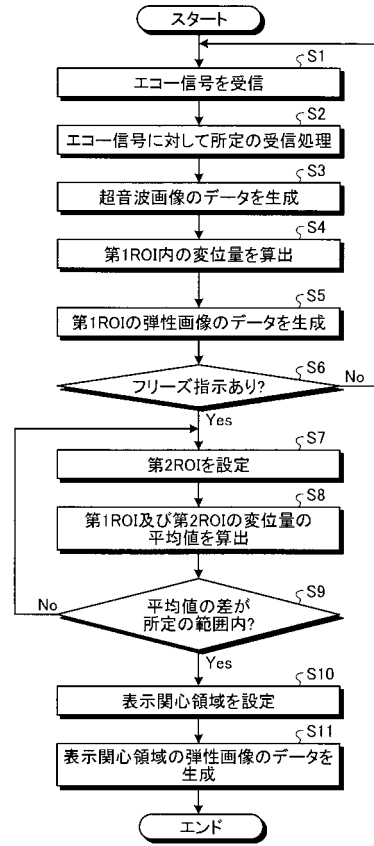 スタート
S1
エコー信号を受信
S2
エコー信号に対して所定の受信処理
S3
超音波画像のデータを生成
S4
第1ROI内の変位量を算出
S5
第1ROIの弾性画像のデータを生成
S6
フリーズ指示あり?
No
Yes
S7
第2ROIを設定
S8
第1ROI及び第2ROIの変位量の
平均値を算出
S9
No
平均値の差が
所定の範囲内?
Yes
S10
表示関心領域を設定
S11
表示関心領域の弾性画像のデータを
生成
エンド